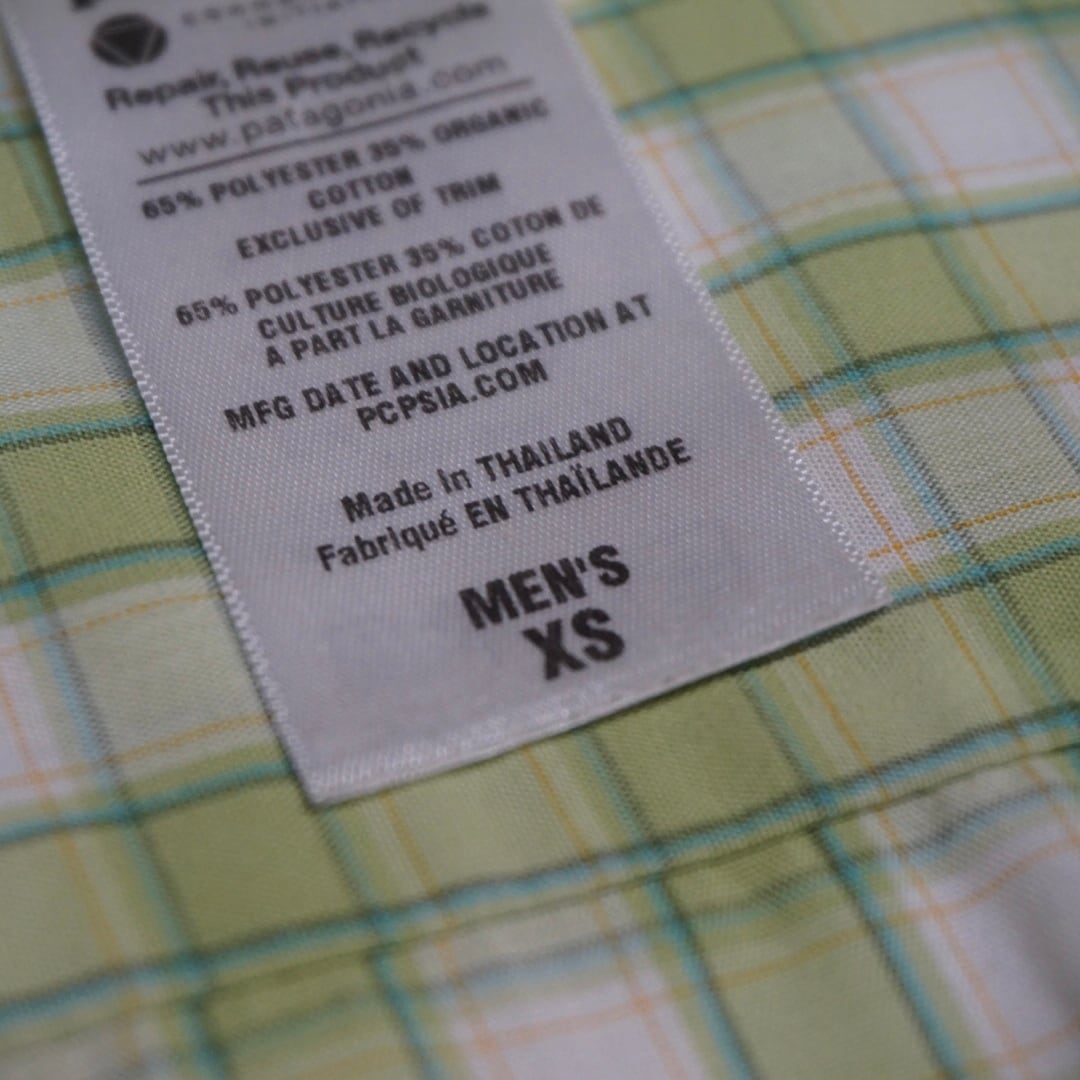 Repair, Reuse, Recycle
This Product
www.patagonia.com
65% POLYESTER 35% ORGANIC
COTTON
EXCLUSIVE OF TRIM
65% POLYESTER 35% COTON DE
CULTURE BIOLOGIQUE
A PART LA GARNITURE
MFG DATE AND LOCATION AT
PCPSIA.COM
Made in THAILAND
Fabriqué EN THAÏLANDE
MEN'S
XS